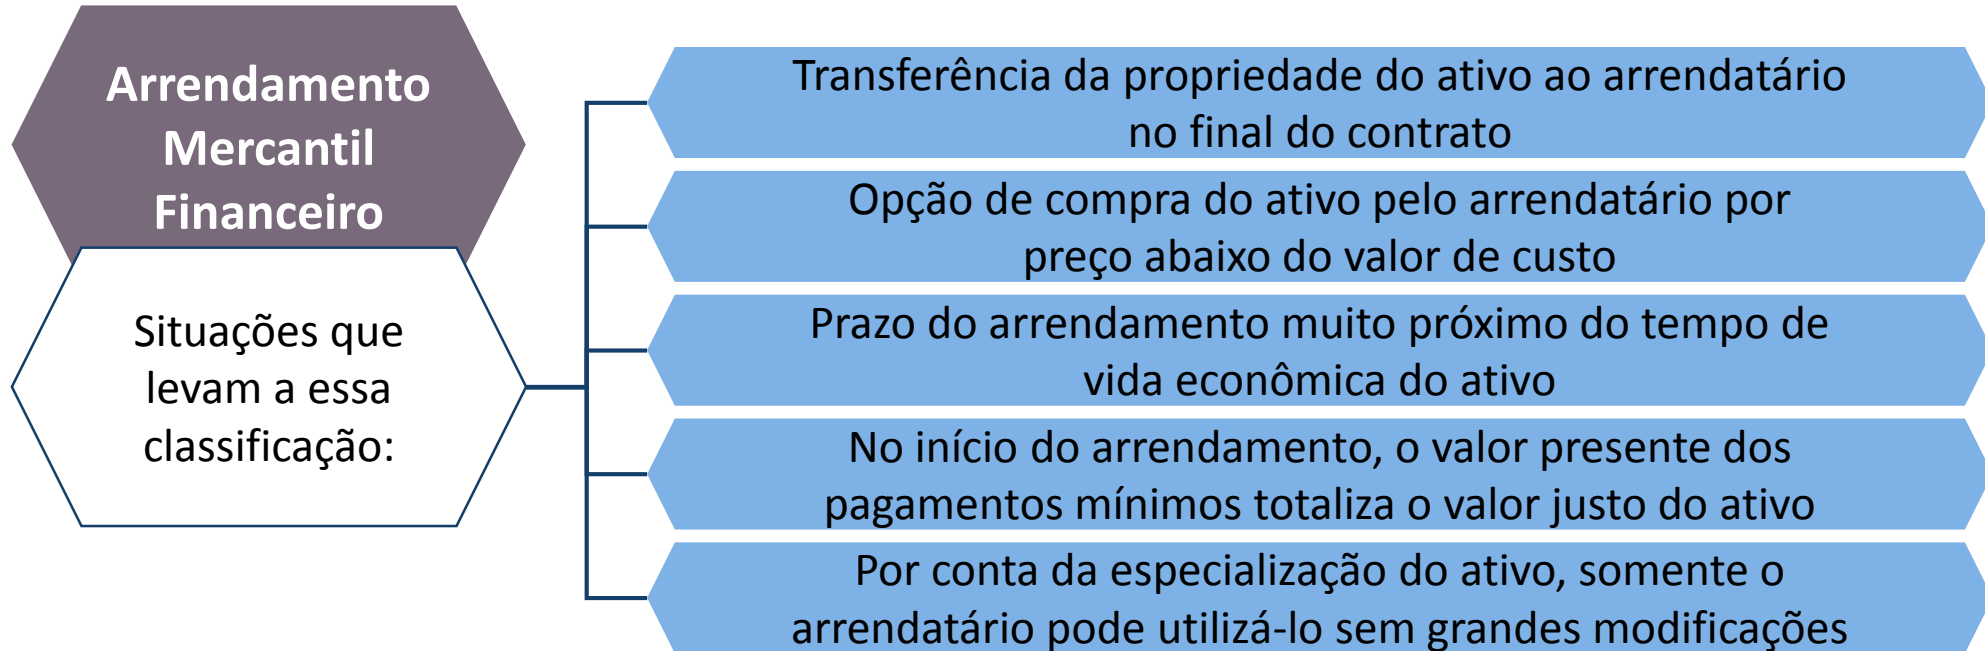 Arrendamento
Mercantil
Financeiro
Situações que
levam a essa
classificação:
Transferência da propriedade do ativo ao arrendatário
no final do contrato
Opção de compra do ativo pelo arrendatário por
preço abaixo do valor de custo
Prazo do arrendamento muito próximo do tempo de
vida econômica do ativo
No início do arrendamento, o valor presente dos
pagamentos mínimos totaliza o valor justo do ativo
Por conta da especialização do ativo, somente o
arrendatário pode utilizá-lo sem grandes modificações